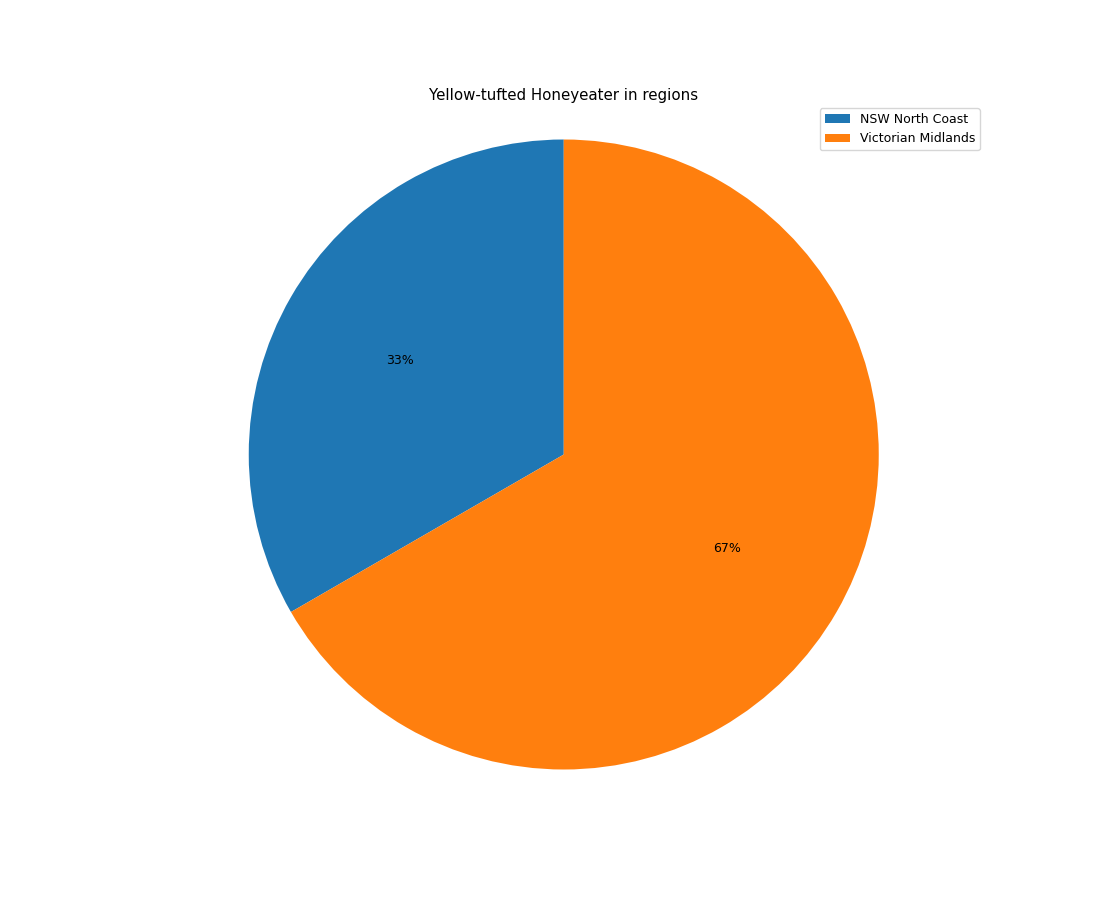 Yellow-tufted Honeyeater in regions
NSW North Coast
Victorian Midlands
33%
67%